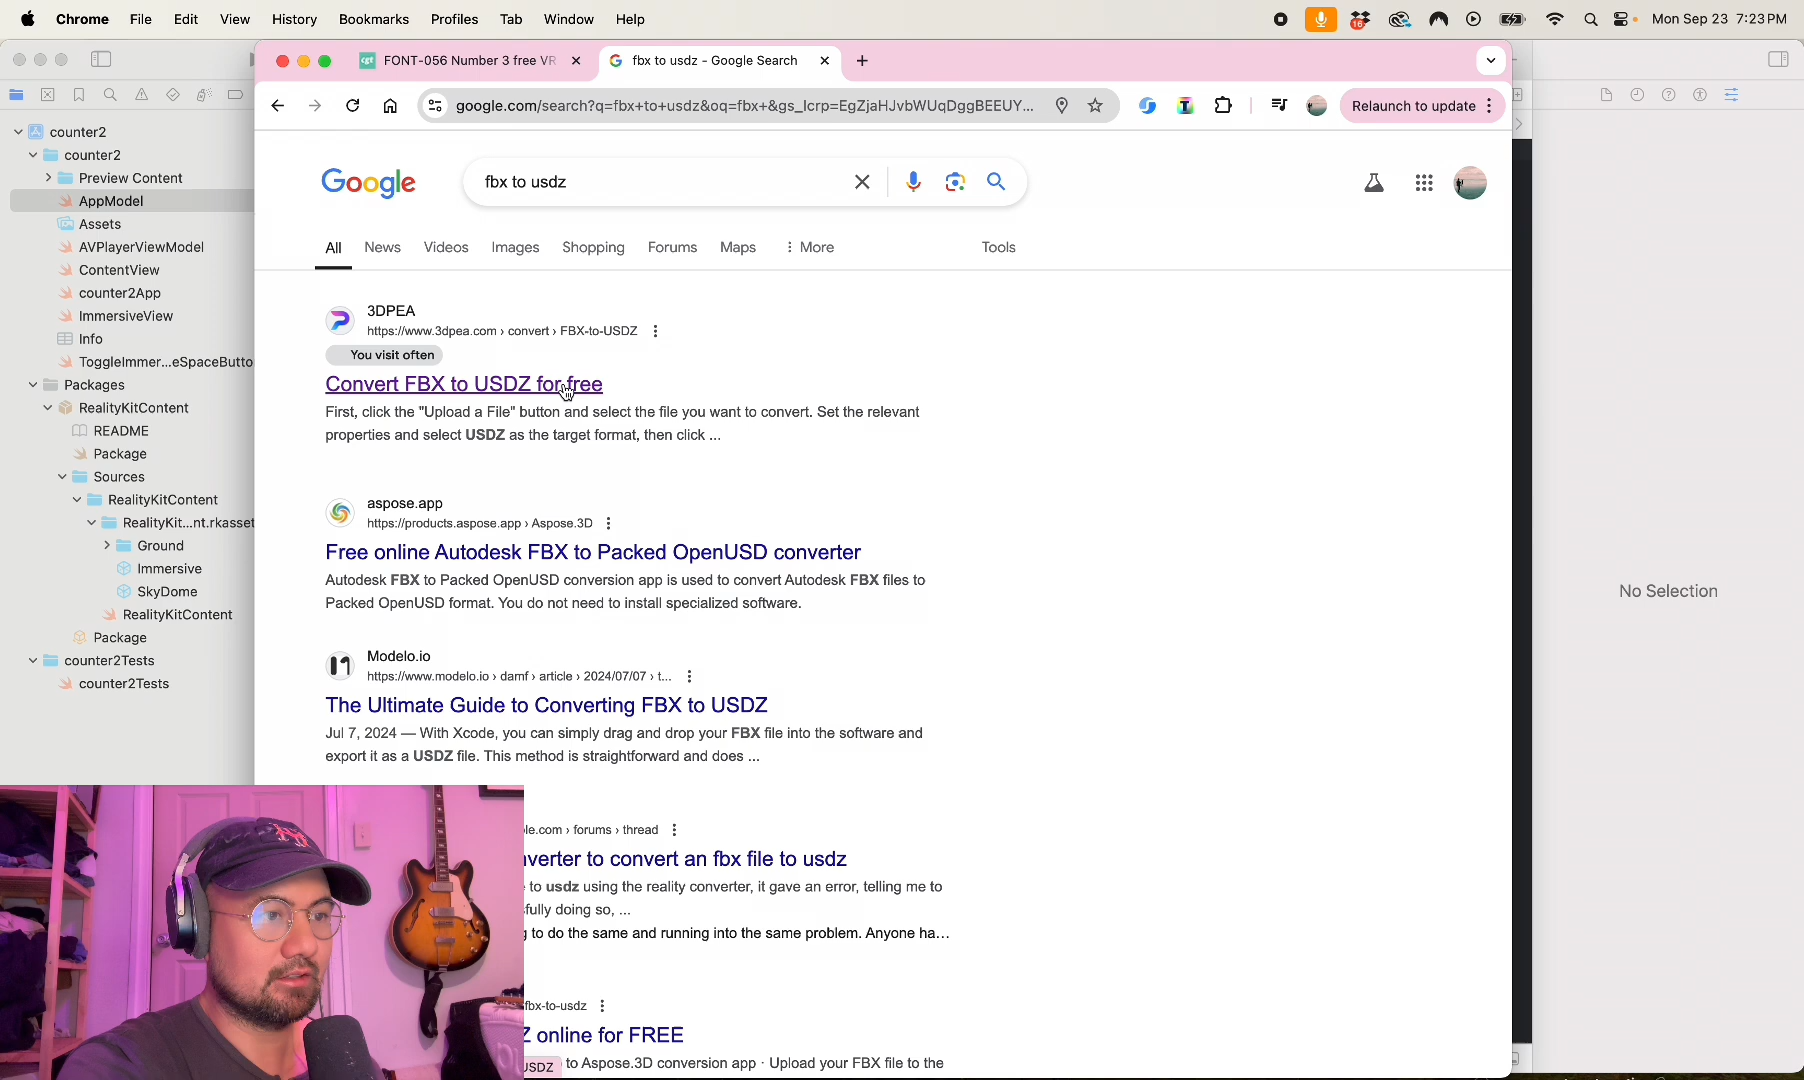 Chrome File Edit View History Bookmarks Profiles Tab Window Help
16
Mon Sep 23 7:23 PM
cgt FONT-056 Number 3 free VR
fbx to usdz - Google Search
google.com/search?q=fbx+to+usdz&oq=fbx+&gs_lcrp=EgZjaHJvbWUqDggBEEUY...
Relaunch to update
counter2
counter2
Preview Content
AppModel
Assets
AVPlayerViewModel
ContentView
counter2App
ImmersiveView
Info
ToggleImmer...eSpaceButto
Packages
RealityKitContent
README
Package
Sources
RealityKitContent
RealityKit...nt.rkasset
Ground
Immersive
SkyDome
RealityKitContent
Package
counter2Tests
counter2Tests
Google
fbx to usdz
All News Videos Images Shopping Forums Maps More Tools
3DPEA
https://www.3dpea.com › convert › FBX-to-USDZ
You visit often
Convert FBX to USDZ for free
First, click the "Upload a File" button and select the file you want to convert. Set the relevant
properties and select USDZ as the target format, then click ...
aspose.app
https://products.aspose.app › Aspose.3D
Free online Autodesk FBX to Packed OpenUSD converter
Autodesk FBX to Packed OpenUSD conversion app is used to convert Autodesk FBX files to
Packed OpenUSD format. You do not need to install specialized software.
Modelo.io
https://www.modelo.io › damf › article › 2024/07/07 › t...
The Ultimate Guide to Converting FBX to USDZ
Jul 7, 2024 — With Xcode, you can simply drag and drop your FBX file into the software and
export it as a USDZ file. This method is straightforward and does ...
le.com › forums › thread
verter to convert an fbx file to usdz
to usdz using the reality converter, it gave an error, telling me to
sfully doing so, ...
g to do the same and running into the same problem. Anyone ha...
fbx-to-usdz
Z online for FREE
USDZ
to Aspose.3D conversion app · Upload your FBX file to the
No Selection